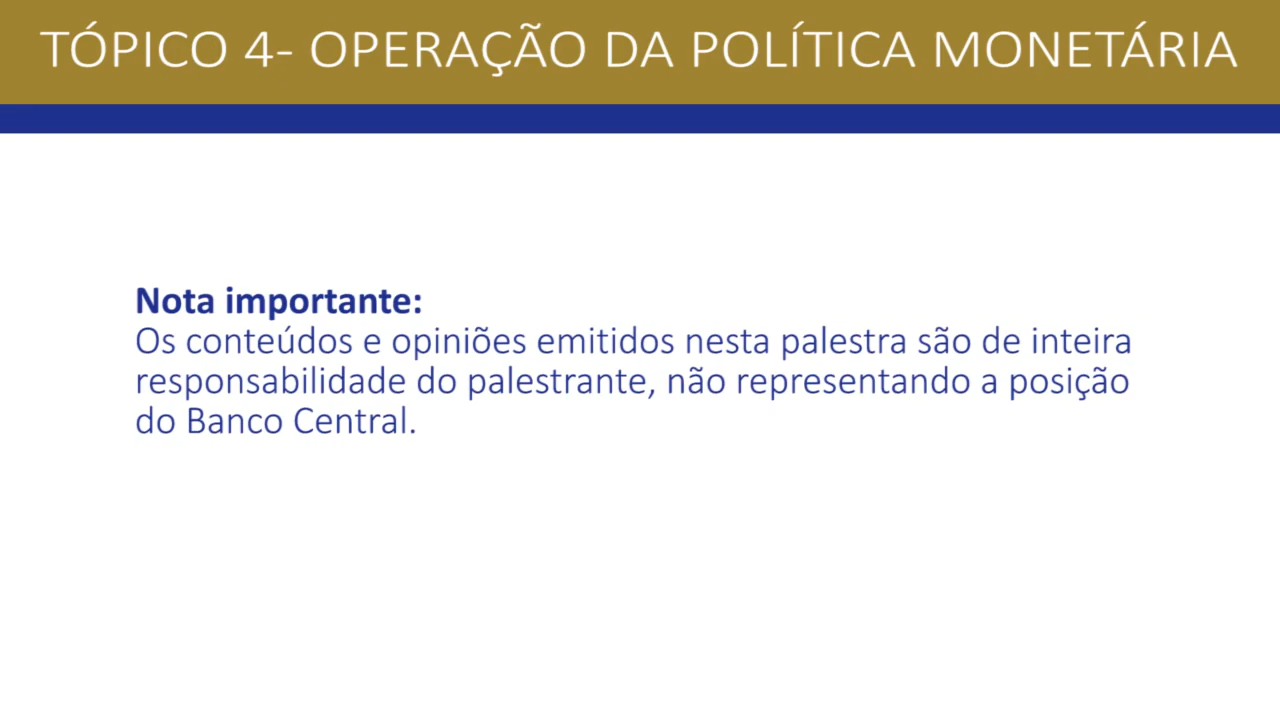 TÓPICO 4- OPERAÇÃO DA POLÍTICA MONETÁRIA
Nota importante:
Os conteúdos e opiniões emitidos nesta palestra são de inteira
responsabilidade do palestrante, não representando a posição
do Banco Central.